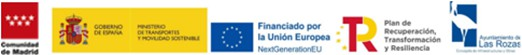 Comunidad
de Madrid
GOBIERNO
DE ESPAÑA
MINISTERIO
DE TRANSPORTES
Y MOVILIDAD SOSTENIBLE
Financiado por
la Unión Europea
NextGenerationEU
R
Plan de
Recuperación,
Transformación
y Resiliencia
Ayuntamiento de
Las Rozas